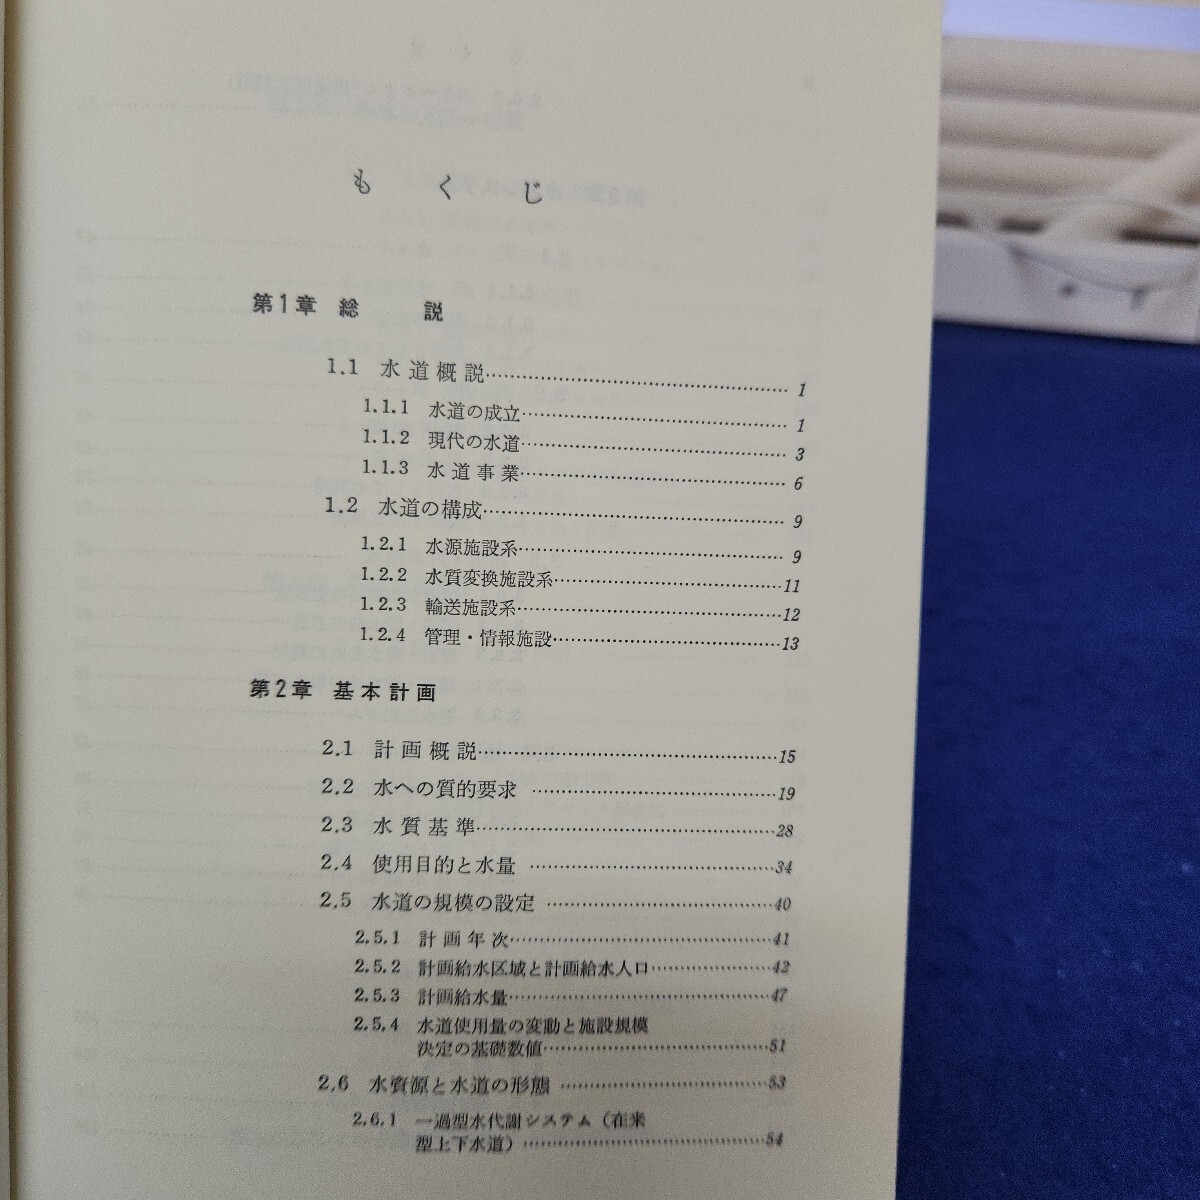 もくじ
第1章 総説
1.1 水道概説……1
1.1.1 水道の成立……1
1.1.2 現代の水道……3
1.1.3 水道事業……6
1.2 水道の構成……9
1.2.1 水源施設系……9
1.2.2 水質変換施設系……11
1.2.3 輸送施設系……12
1.2.4 管理・情報施設……13
第2章 基本計画
2.1 計画概説……15
2.2 水への質的要求……19
2.3 水質基準……28
2.4 使用目的と水量……34
2.5 水道の規模の設定……40
2.5.1 計画年次……41
2.5.2 計画給水区域と計画給水人口……42
2.5.3 計画給水量……47
2.5.4 水道使用量の変動と施設規模
決定の基礎数値……51
2.6 水資源と水道の形態……53
2.6.1 一過型水代謝システム（在来
型上下水道）……54